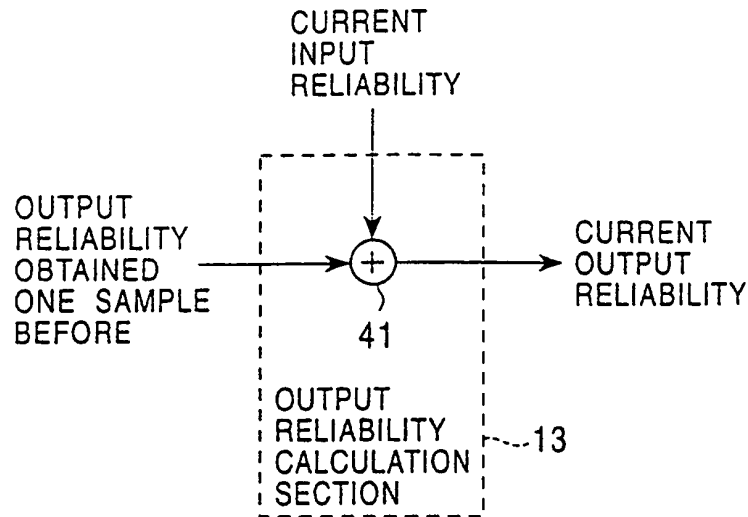 CURRENT
INPUT
RELIABILITY
OUTPUT
RELIABILITY
OBTAINED
ONE SAMPLE
BEFORE
+
41
CURRENT
OUTPUT
RELIABILITY
OUTPUT
RELIABILITY
CALCULATION
SECTION
13